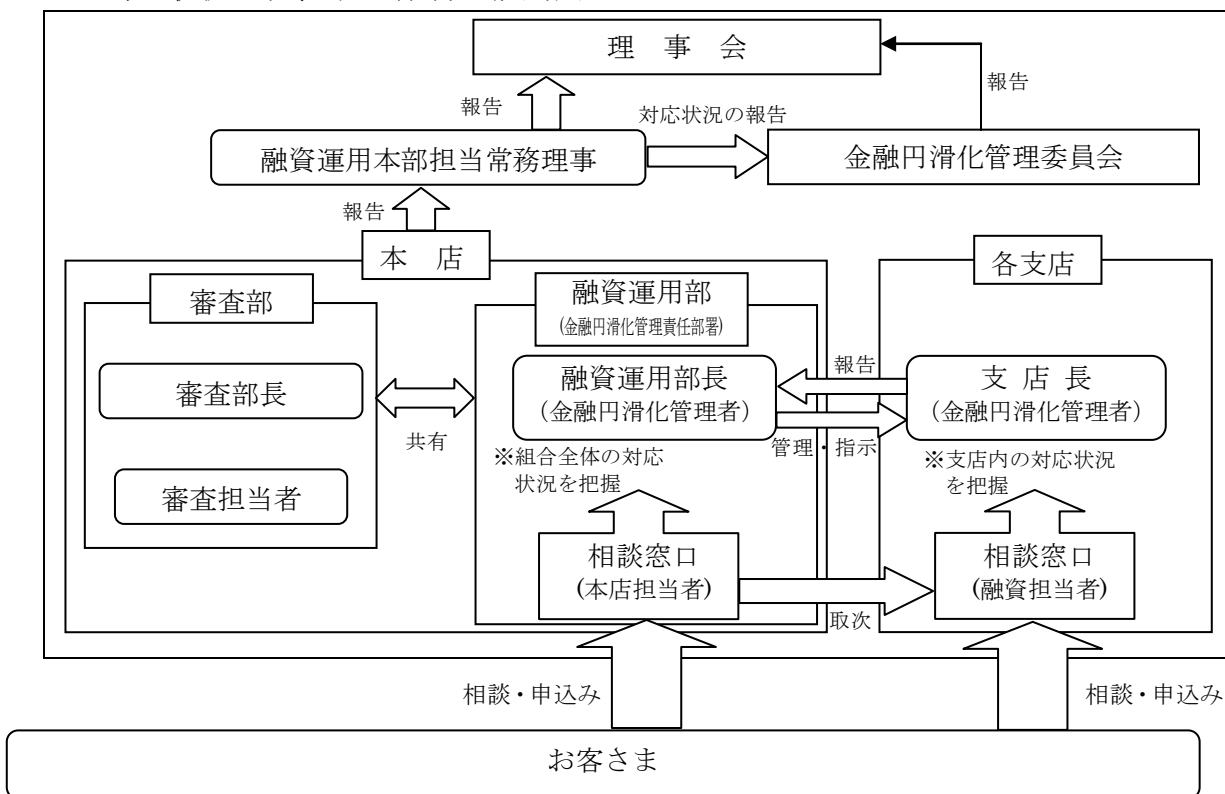 理 事 会
報告
報告
対応状況の報告
融資運用本部担当常務理事
金融円滑化管理委員会
報告
本 店
各支店
審査部
融資運用部
(金融円滑化管理責任部署)
審査部長
融資運用部長
(金融円滑化管理者)
報告
支 店 長
(金融円滑化管理者)
共有
管理・指示
※組合全体の対応
状況を把握
※支店内の対応状況
を把握
審査担当者
相談窓口
(本店担当者)
相談窓口
(融資担当者)
取次
相談・申込み
相談・申込み
お客さま